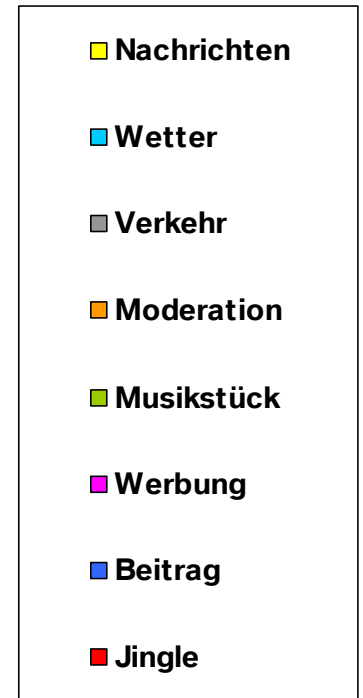 Nachrichten
Wetter
Verkehr
Moderation
Musikstück
Werbung
Beitrag
Jingle